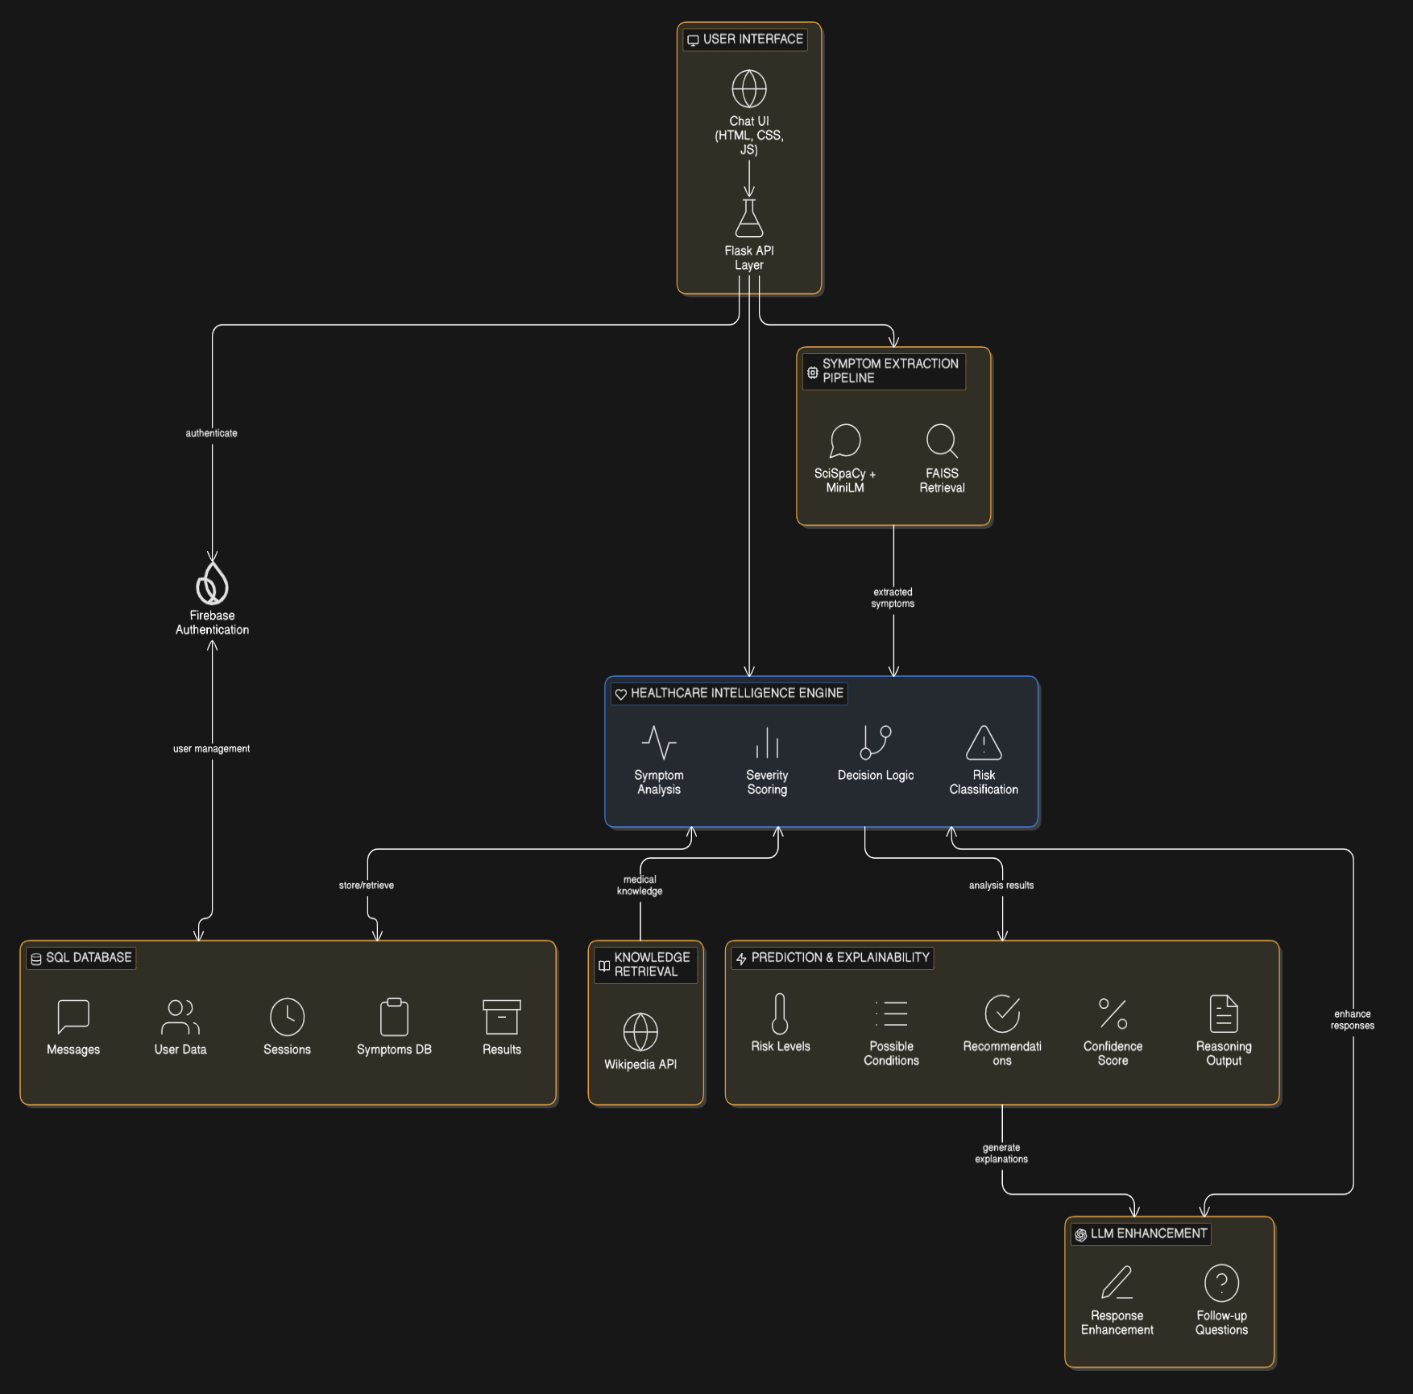 USER INTERFACE
Chat UI
(HTML, CSS,
JS)
Flask API
Layer
SYMPTOM EXTRACTION
PIPELINE
SciSpaCy +
MiniLM
FAISS
Retrieval
authenticate
Firebase
Authentication
extracted
symptoms
user management
HEALTHCARE INTELLIGENCE ENGINE
Symptom
Analysis
Severity
Scoring
Decision Logic
Risk
Classification
store/retrieve
medical
knowledge
analysis results
SQL DATABASE
Messages
User Data
Sessions
Symptoms DB
Results
KNOWLEDGE
RETRIEVAL
Wikipedia API
PREDICTION & EXPLAINABILITY
Risk Levels
Possible
Conditions
Recommendati
ons
Confidence
Score
Reasoning
Output
enhance
responses
generate
explanations
LLM ENHANCEMENT
Response
Enhancement
Follow-up
Questions